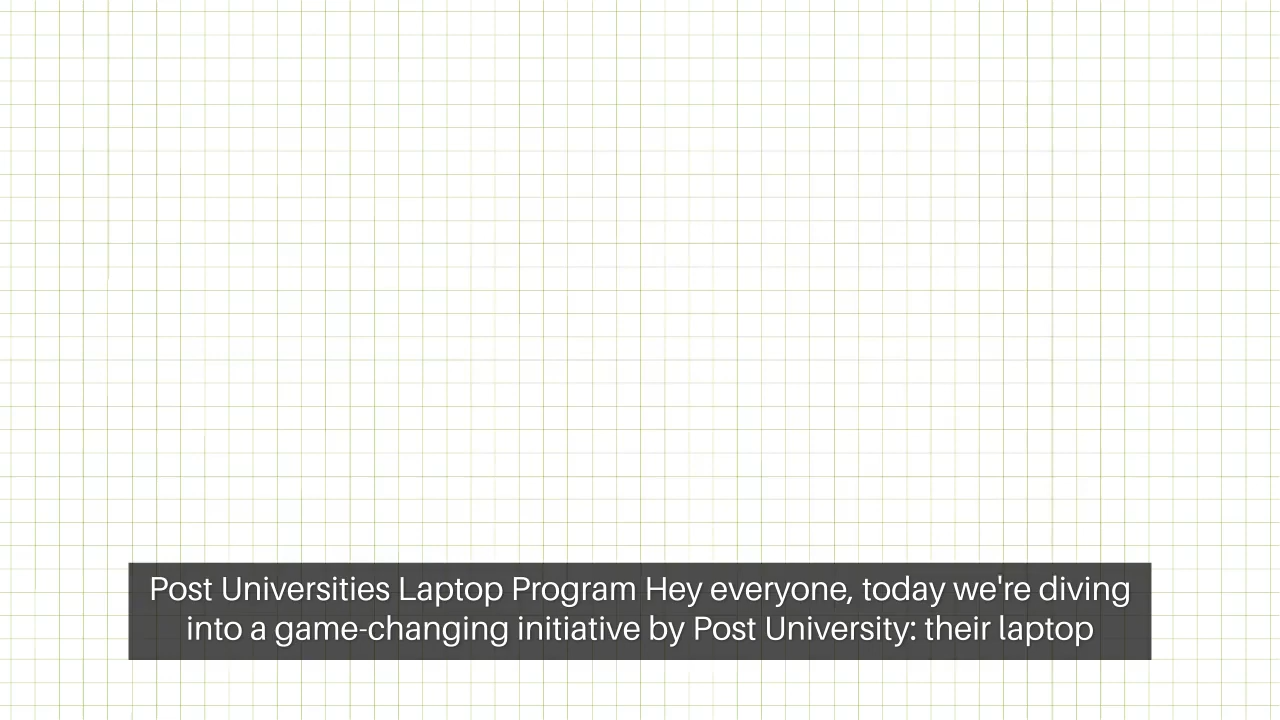 Post Universities Laptop Program Hey everyone, today we're diving
into a game-changing initiative by Post University: their laptop